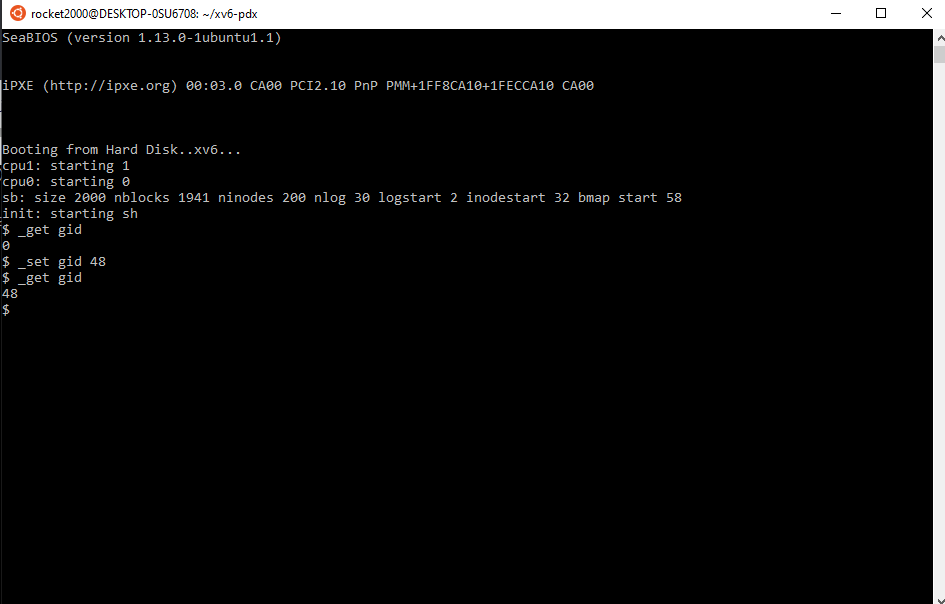 rocket2000@DESKTOP-0SU6708: ~/xv6-pdx
SeaBIOS (version 1.13.0-1ubuntu1.1)
iPXE (http://ipxe.org) 00:03.0 CA00 PCI2.10 PnP PMM+1FF8CA10+1FECCA10 CA00
Booting from Hard Disk..xv6...
cpu1: starting 1
cpu0: starting 0
sb: size 2000 nblocks 1941 ninodes 200 nlog 30 logstart 2 inodestart 32 bmap start 58
init: starting sh
$ _get gid
0
$ _set gid 48
$ _get gid
48
$